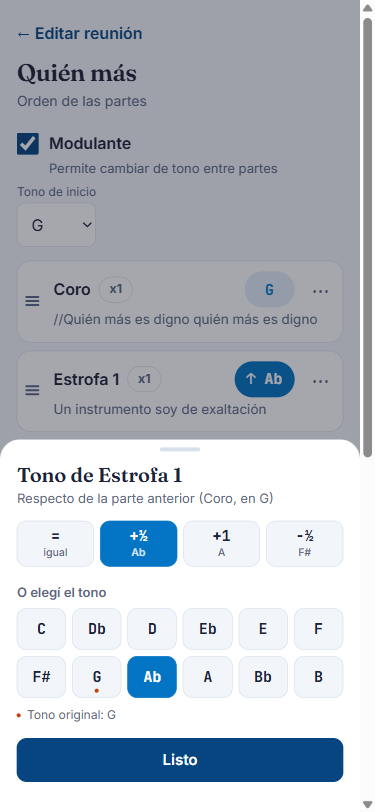 ← Editar reunión
Quién más
Orden de las partes
Modulante
Permite cambiar de tono entre partes
Tono de inicio
G
Coro x1 G ...
//Quién más es digno quién más es digno
Estrofa 1 x1 ↑ Ab ...
Un instrumento soy de exaltación
Tono de Estrofa 1
Respecto de la parte anterior (Coro, en G)
= +½ +1 -½
igual Ab A F#
O elegí el tono
C Db D Eb E F
F# G Ab A Bb B
• Tono original: G
Listo